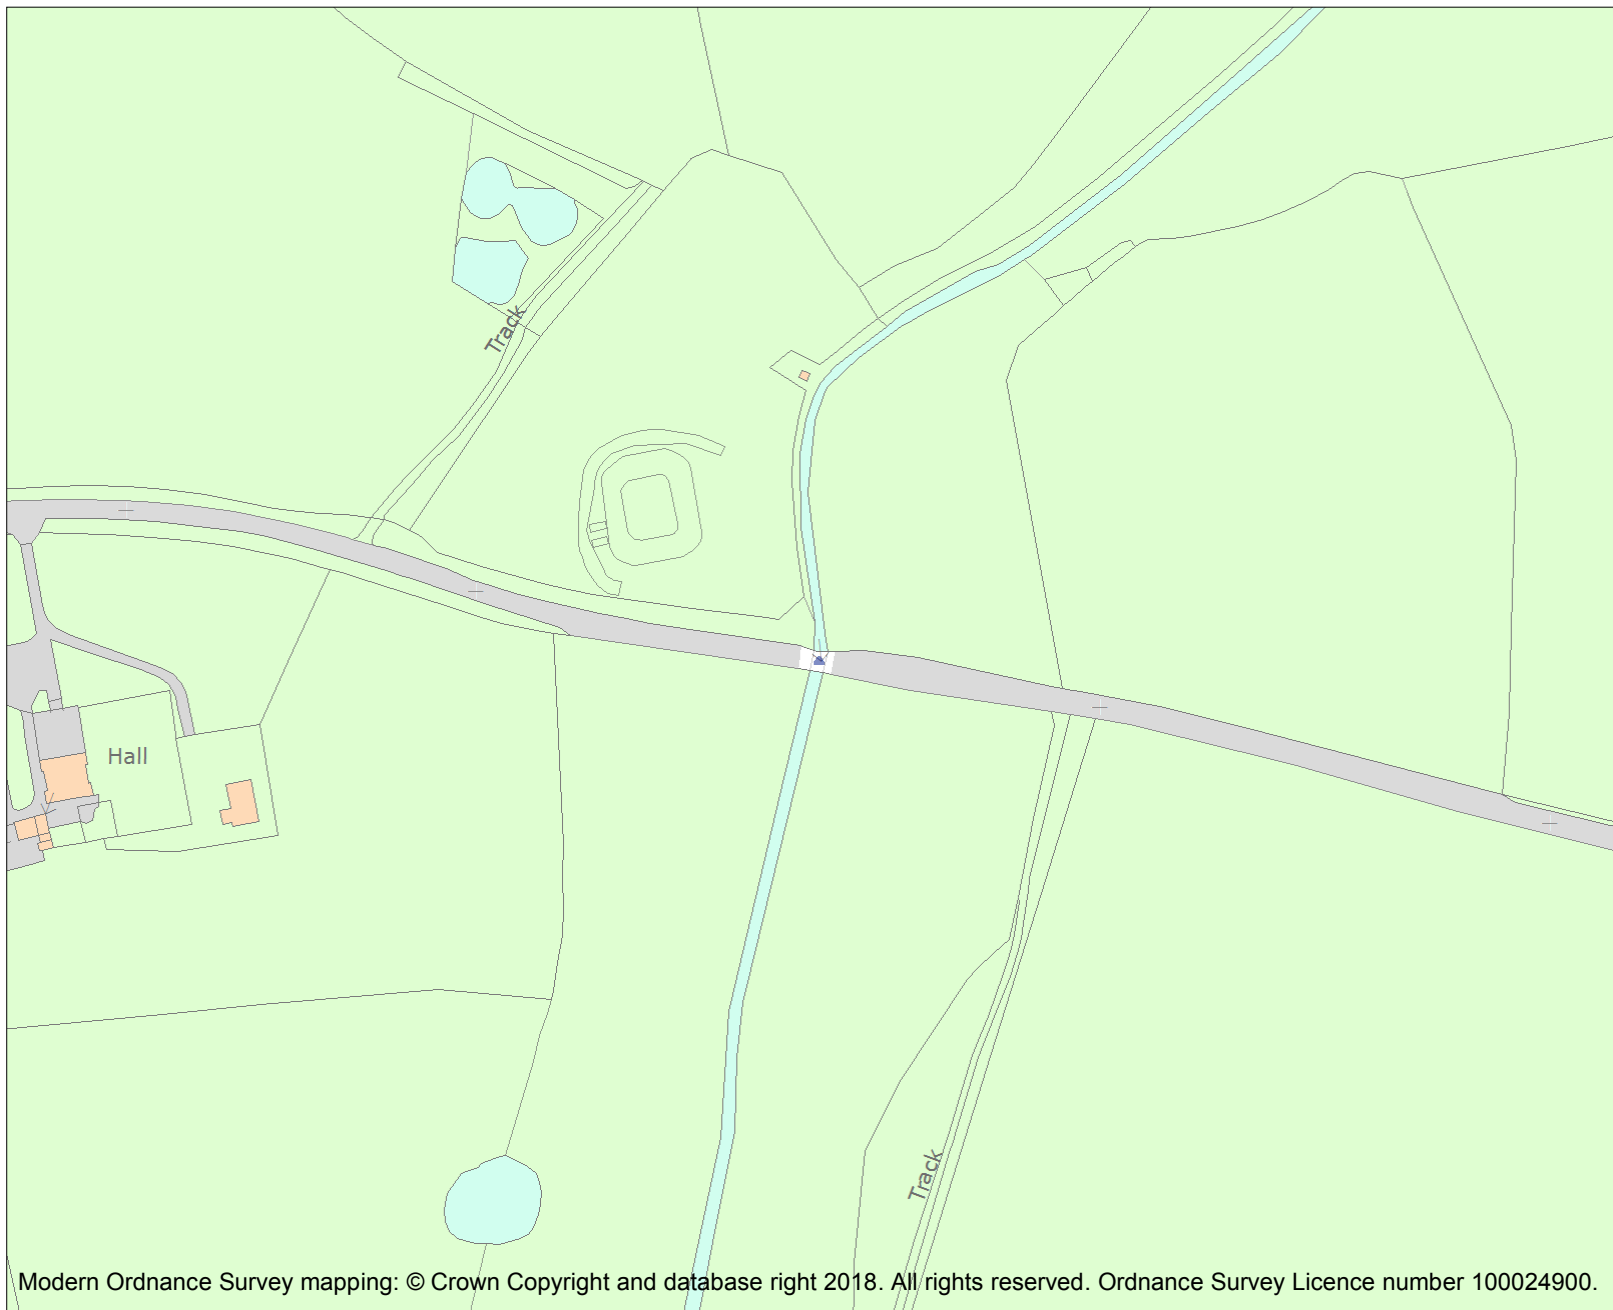 Track
Hall
Track
Modern Ordnance Survey mapping: © Crown Copyright and database right 2018. All rights reserved. Ordnance Survey Licence number 100024900.